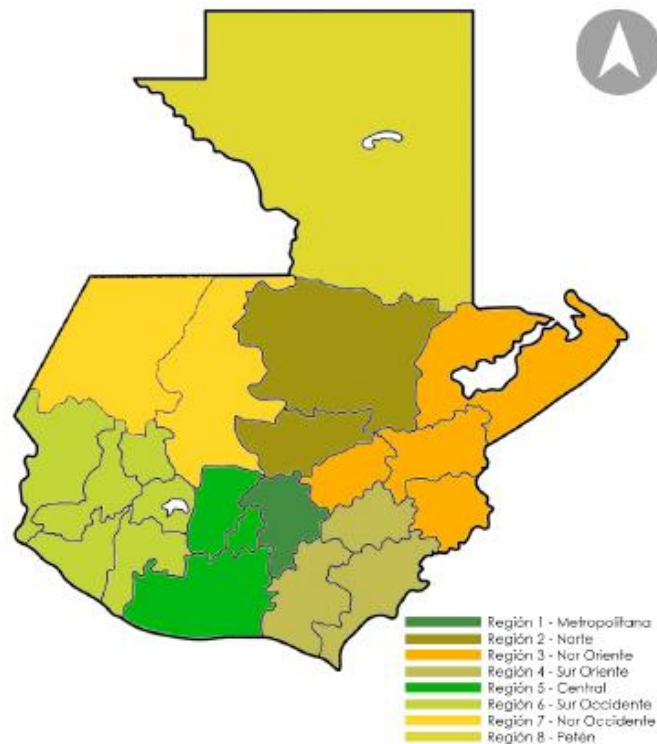 Región 1 - Metropolitana
Región 2 - Norte
Región 3 - Nor Oriente
Región 4 - Sur Oriente
Región 5 - Central
Región 6 - Sur Occidente
Región 7 - Nor Occidente
Región 8 - Petén